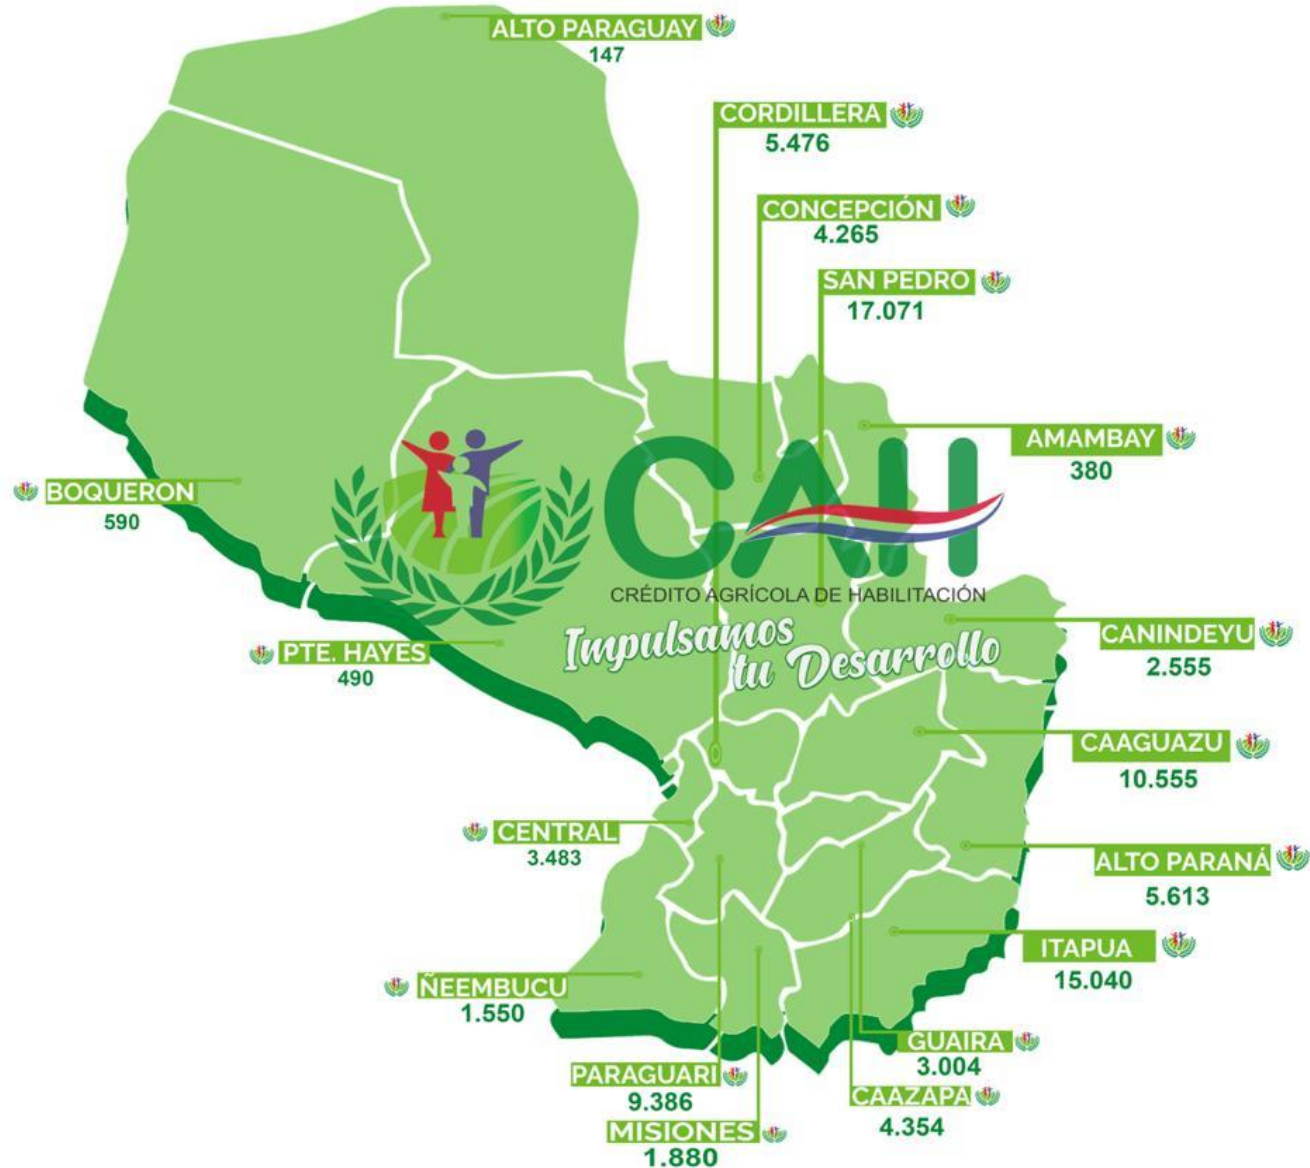 ALTO PARAGUAY
147
CORDILLERA
5.476
CONCEPCIÓN
4.265
SAN PEDRO
17.071
AMAMBAY
380
BOQUERON
590
CAH
CRÉDITO AGRÍCOLA DE HABILITACIÓN
Impulsamos
tu Desarrollo
CANINDEYU
2.555
PTE. HAYES
490
CAAGUAZU
10.555
CENTRAL
3.483
ALTO PARANÁ
5.613
ITAPUA
15.040
ÑEEMBUCU
1.550
GUAIRA
3.004
PARAGUARI
9.386
CAAZAPA
4.354
MISIONES
1.880